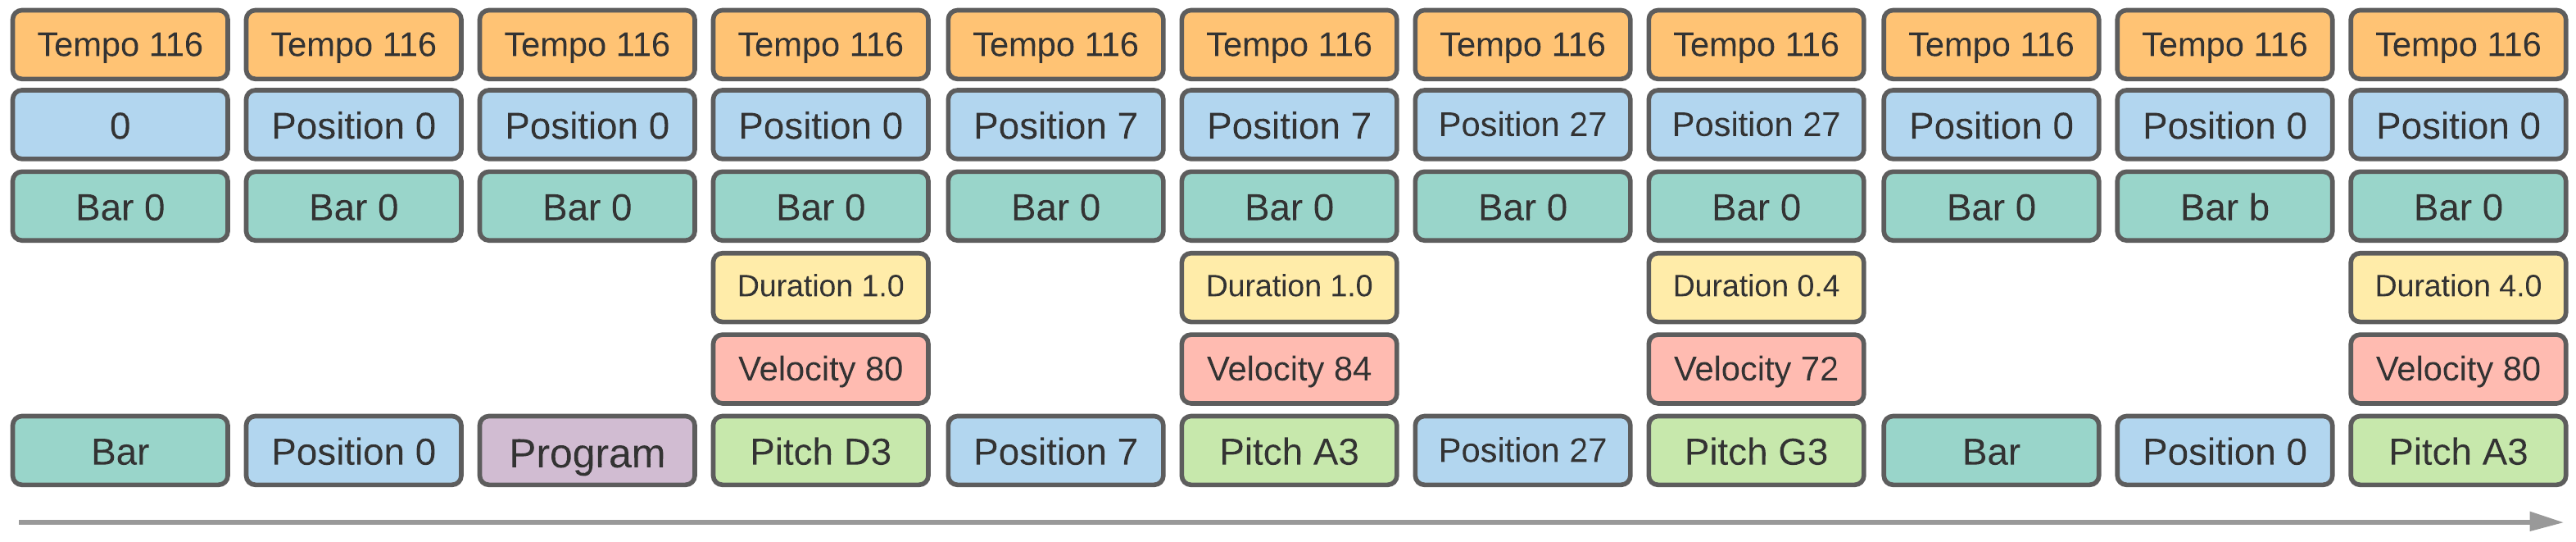 Tempo 116 Tempo 116 Tempo 116 Tempo 116 Tempo 116 Tempo 116 Tempo 116 Tempo 116 Tempo 116 Tempo 116 Tempo 116
0 Position 0 Position 0 Position 0 Position 7 Position 7 Position 27 Position 27 Position 0 Position 0 Position 0
Bar 0 Bar 0 Bar 0 Bar 0 Bar 0 Bar 0 Bar 0 Bar 0 Bar 0 Bar b Bar 0
Duration 1.0 Duration 1.0 Duration 0.4 Duration 4.0
Velocity 80 Velocity 84 Velocity 72 Velocity 80
Bar Position 0 Program Pitch D3 Position 7 Pitch A3 Position 27 Pitch G3 Bar Position 0 Pitch A3